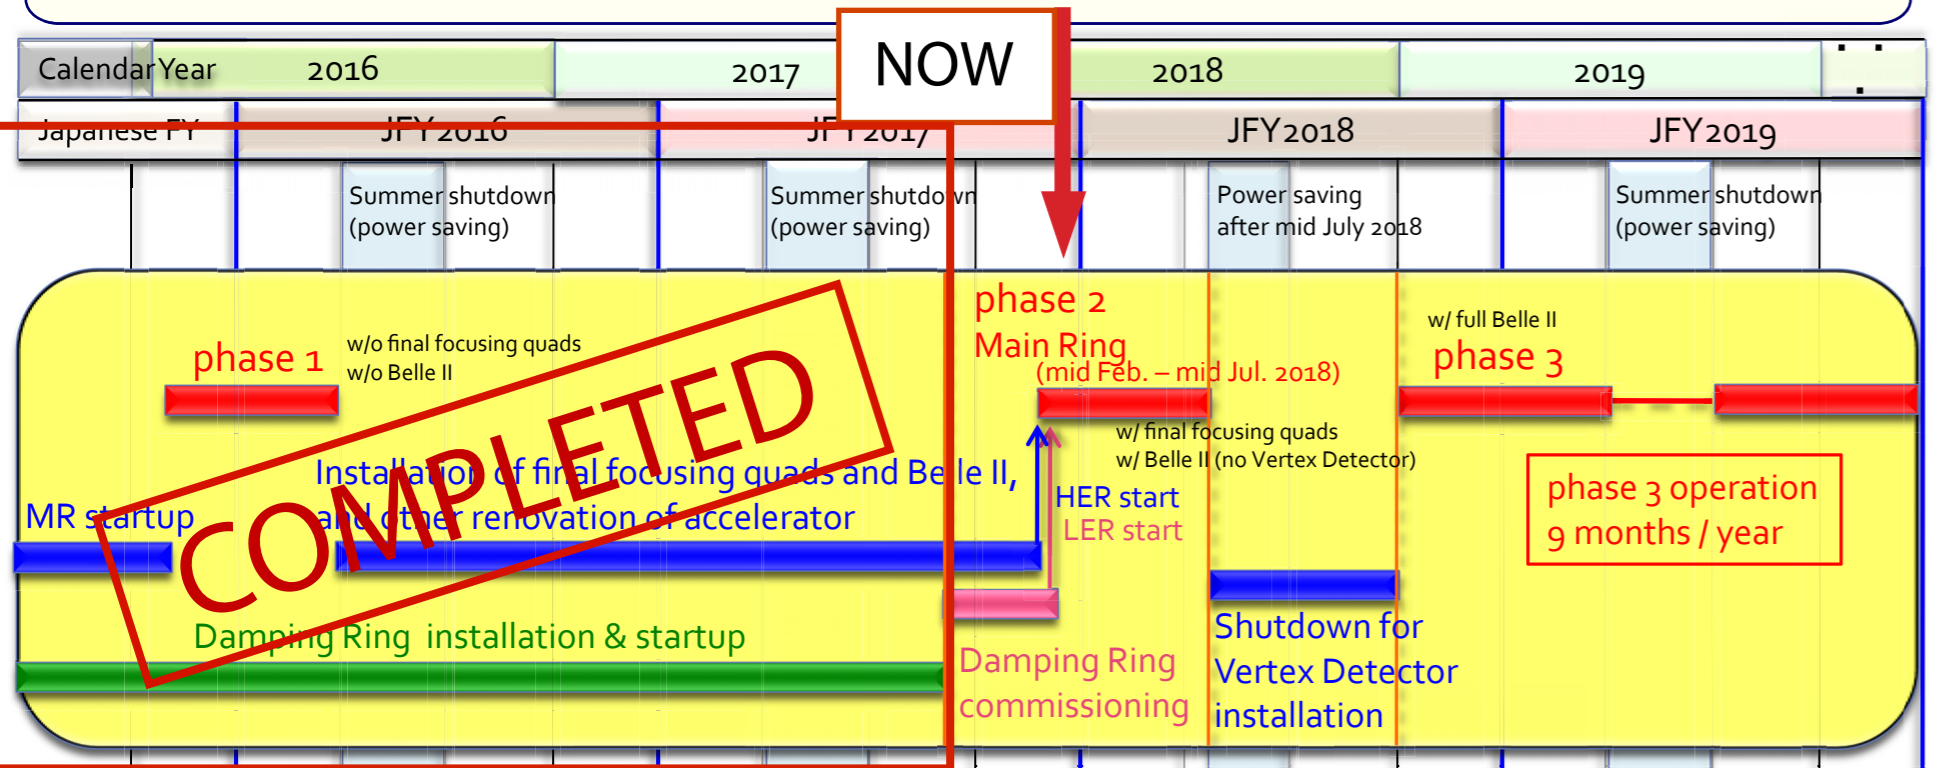 NOW
Calendar Year 2016 2017 2018 2019 ...
Japanese FY JFY2016 JFY2017 JFY2018 JFY2019
Summer shutdown
(power saving)
Summer shutdown
(power saving)
Power saving
after mid July 2018
Summer shutdown
(power saving)
phase 1
w/o final focusing quads
w/o Belle II
phase 2
Main Ring
(mid Feb. – mid Jul. 2018)
w/ final focusing quads
w/ Belle II (no Vertex Detector)
w/ full Belle II
phase 3
COMPLETED
MR startup
Installation of final focusing quads and Belle II,
and other renovation of accelerator
HER start
LER start
phase 3 operation
9 months / year
Damping Ring installation & startup
Damping Ring
commissioning
Shutdown for
Vertex Detector
installation